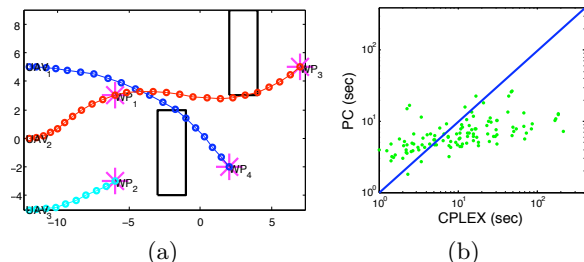 8
6
4
2
0
−2
−4
−10
−5
0
5
UAV1
UAV2
UAV3
WP1
WP2
WP3
WP4
(a)
PC (sec)
10^2
10^1
10^0
10^0
10^1
10^2
CPLEX (sec)
(b)